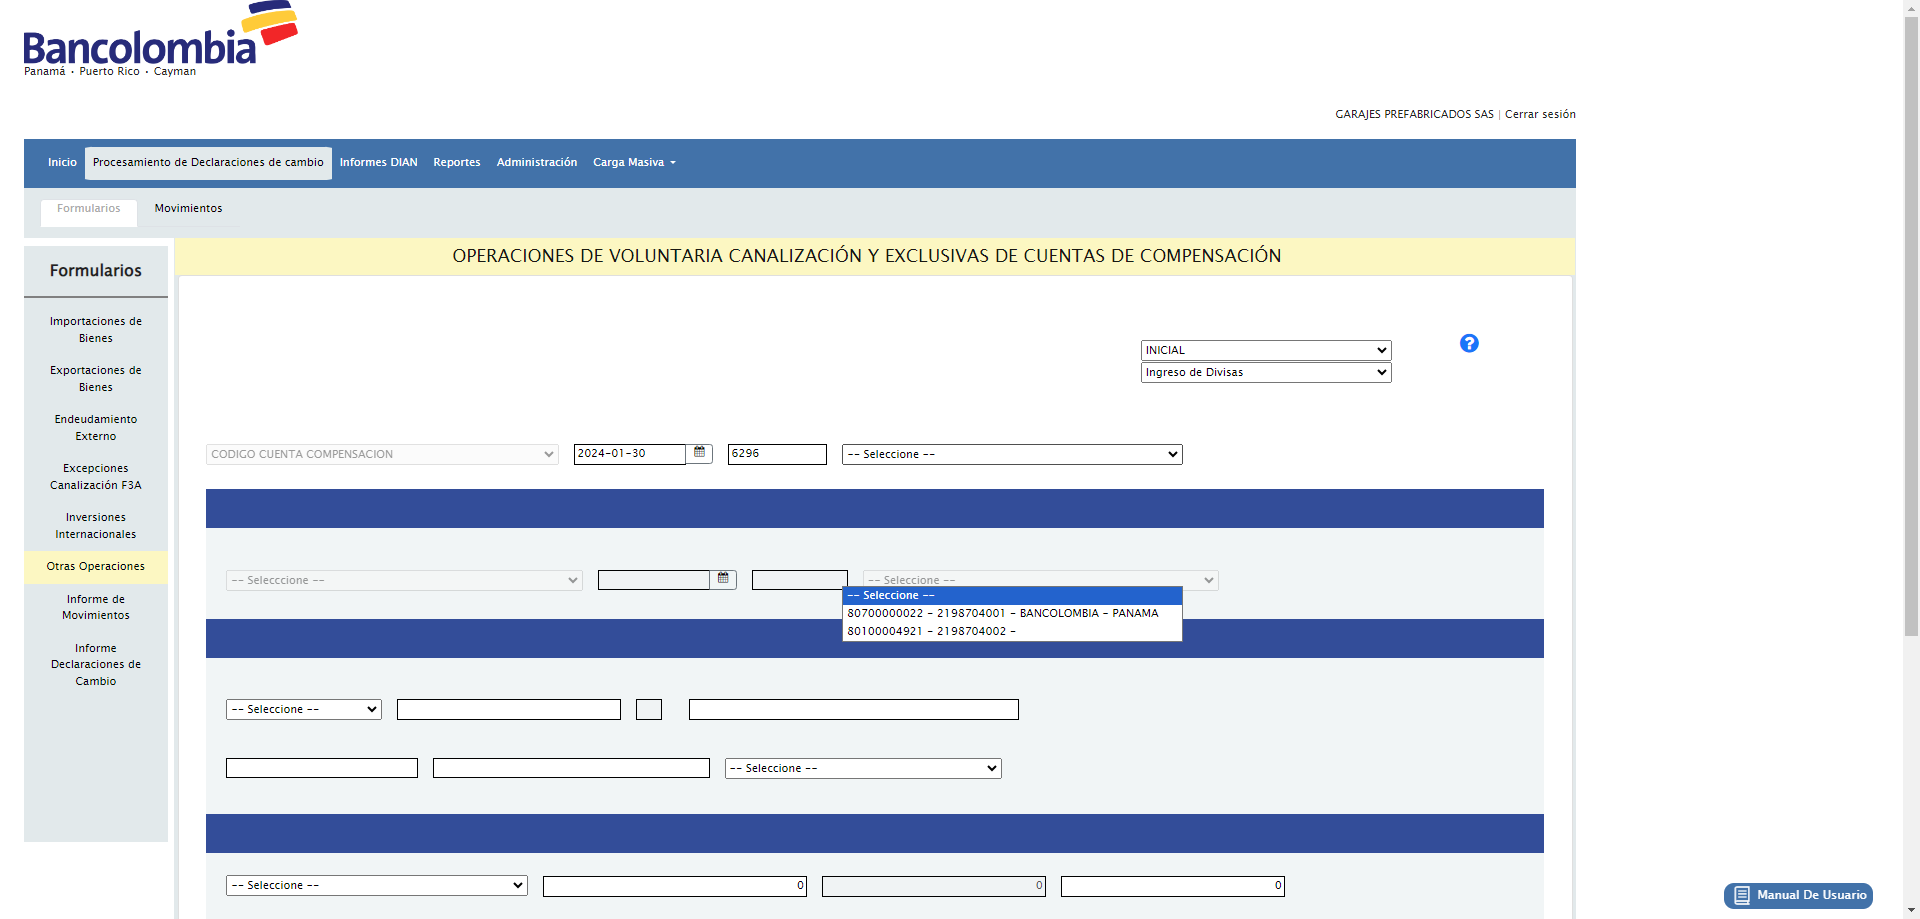 Bancolombia
Panamá • Puerto Rico • Cayman
GARAJES PREFABRICADOS SAS | Cerrar sesión
Inicio Procesamiento de Declaraciones de cambio Informes DIAN Reportes Administración Carga Masiva
Formularios Movimientos
OPERACIONES DE VOLUNTARIA CANALIZACIÓN Y EXCLUSIVAS DE CUENTAS DE COMPENSACIÓN
Formularios
Importaciones de
Bienes
Exportaciones de
Bienes
Endeudamiento
Externo
Excepciones
Canalización F3A
Inversiones
Internacionales
Otras Operaciones
Informe de
Movimientos
Informe
Declaraciones de
Cambio
INICIAL
?
Ingreso de Divisas
CODIGO CUENTA COMPENSACION 2024-01-30 6296 -- Seleccione --
-- Selecccione -- -- Seleccione --
-- Seleccione --
80700000022 - 2198704001 - BANCOLOMBIA - PANAMA
80100004921 - 2198704002 -
-- Seleccione --
-- Seleccione --
-- Seleccione -- 0 0 0
Manual De Usuario